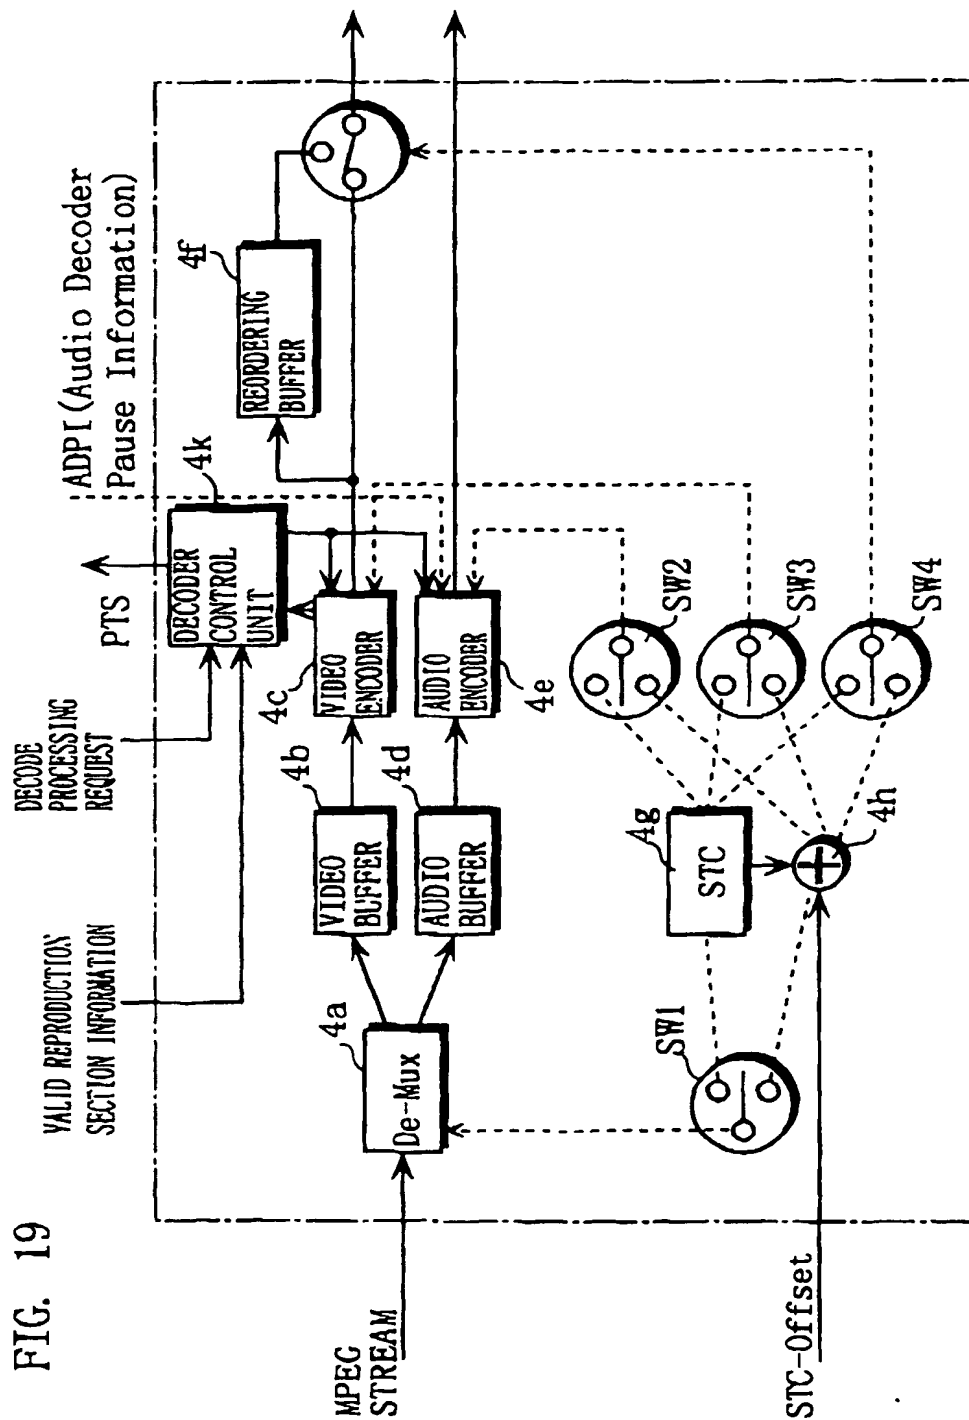 FIG. 19
VALID REPRODUCTION
SECTION INFORMATION
DECODE
PROCESSING
REQUEST
PTS
ADPI(Audio Decoder
Pause Information)
4k
DECODER
CONTROL
UNIT
4f
REORDERING
BUFFER
MPEG
STREAM
4a
De-Mux
4b
VIDEO
BUFFER
4c
VIDEO
ENCODER
4d
AUDIO
BUFFER
AUDIO
ENCODER
4e
SW1
4g
STC
4h
SW2
SW3
SW4
STC-Offset